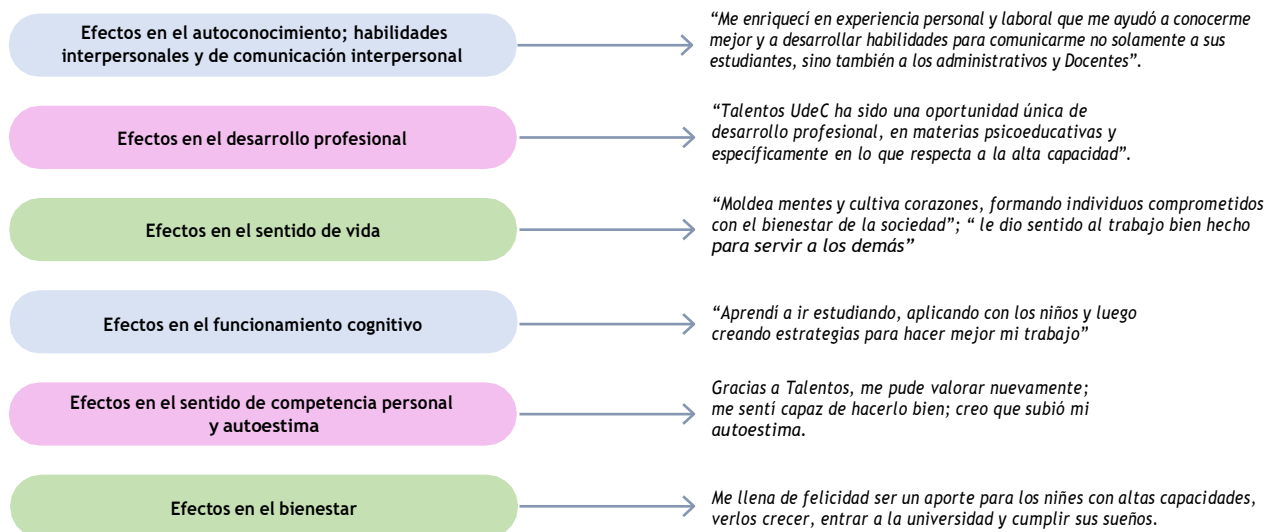 Efectos en el autoconocimiento; habilidades
interpersonales y de comunicación interpersonal
“Me enriquecí en experiencia personal y laboral que me ayudó a conocerme
mejor y a desarrollar habilidades para comunicarme no solamente a sus
estudiantes, sino también a los administrativos y Docentes”.
Efectos en el desarrollo profesional
“Talentos UdeC ha sido una oportunidad única de
desarrollo profesional, en materias psicoeducativas y
específicamente en lo que respecta a la alta capacidad”.
Efectos en el sentido de vida
“Moldea mentes y cultiva corazones, formando individuos comprometidos
con el bienestar de la sociedad”; “ le dio sentido al trabajo bien hecho
para servir a los demás”
Efectos en el funcionamiento cognitivo
“Aprendí a ir estudiando, aplicando con los niños y luego
creando estrategias para hacer mejor mi trabajo”
Efectos en el sentido de competencia personal
y autoestima
Gracias a Talentos, me pude valorar nuevamente;
me sentí capaz de hacerlo bien; creo que subió mi
autoestima.
Efectos en el bienestar
Me llena de felicidad ser un aporte para los niñes con altas capacidades,
verlos crecer, entrar a la universidad y cumplir sus sueños.